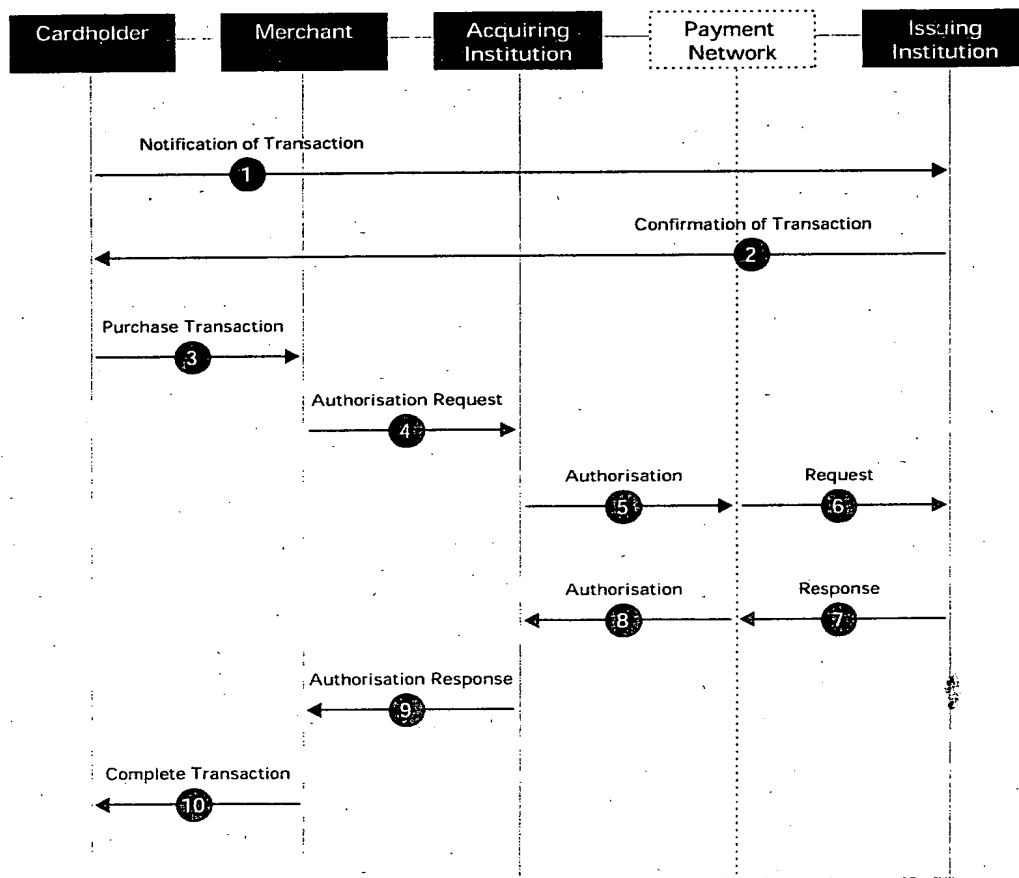 Cardholder
Merchant
Acquiring
Institution
Payment
Network
Issuing
Institution
Notification of Transaction
1
Confirmation of Transaction
2
Purchase Transaction
3
Authorisation Request
4
Authorisation
Request
5
6
Authorisation
Response
8
7
Authorisation Response
9
Complete Transaction
10